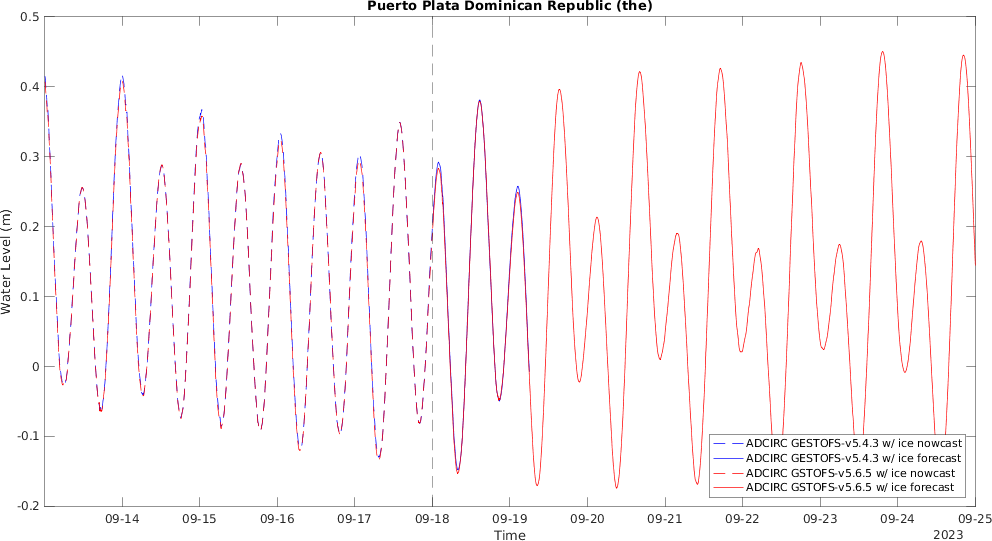 Puerto Plata Dominican Republic (the)
0.5
0.4
0.3
0.2
0.1
0
-0.1
-0.2
Water Level (m)
ADCIRC GESTOFS-v5.4.3 w/ ice nowcast
ADCIRC GESTOFS-v5.4.3 w/ ice forecast
ADCIRC GSTOFS-v5.6.5 w/ ice nowcast
ADCIRC GSTOFS-v5.6.5 w/ ice forecast
09-14 09-15 09-16 09-17 09-18 09-19 09-20 09-21 09-22 09-23 09-24 09-25
Time
2023